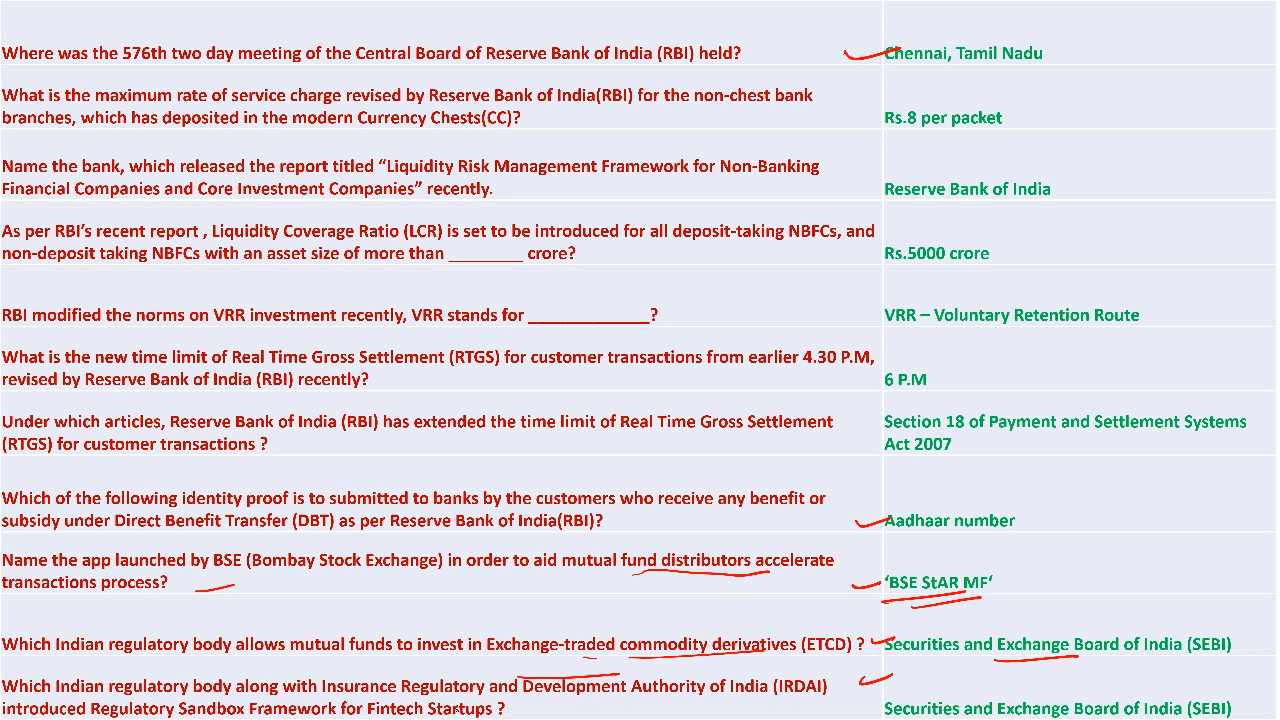 Where was the 576th two day meeting of the Central Board of Reserve Bank of India (RBI) held?
Chennai, Tamil Nadu
What is the maximum rate of service charge revised by Reserve Bank of India(RBI) for the non-chest bank
branches, which has deposited in the modern Currency Chests(CC)?
Rs.8 per packet
Name the bank, which released the report titled “Liquidity Risk Management Framework for Non-Banking
Financial Companies and Core Investment Companies” recently.
Reserve Bank of India
As per RBI’s recent report , Liquidity Coverage Ratio (LCR) is set to be introduced for all deposit-taking NBFCs, and
non-deposit taking NBFCs with an asset size of more than ________ crore?
Rs.5000 crore
RBI modified the norms on VRR investment recently, VRR stands for _____________?
VRR – Voluntary Retention Route
What is the new time limit of Real Time Gross Settlement (RTGS) for customer transactions from earlier 4.30 P.M,
revised by Reserve Bank of India (RBI) recently?
6 P.M
Under which articles, Reserve Bank of India (RBI) has extended the time limit of Real Time Gross Settlement
(RTGS) for customer transactions ?
Section 18 of Payment and Settlement Systems
Act 2007
Which of the following identity proof is to submitted to banks by the customers who receive any benefit or
subsidy under Direct Benefit Transfer (DBT) as per Reserve Bank of India(RBI)?
Aadhaar number
Name the app launched by BSE (Bombay Stock Exchange) in order to aid mutual fund distributors accelerate
transactions process?
‘BSE StAR MF‘
Which Indian regulatory body allows mutual funds to invest in Exchange-traded commodity derivatives (ETCD) ?
Securities and Exchange Board of India (SEBI)
Which Indian regulatory body along with Insurance Regulatory and Development Authority of India (IRDAI)
introduced Regulatory Sandbox Framework for Fintech Startups ?
Securities and Exchange Board of India (SEBI)